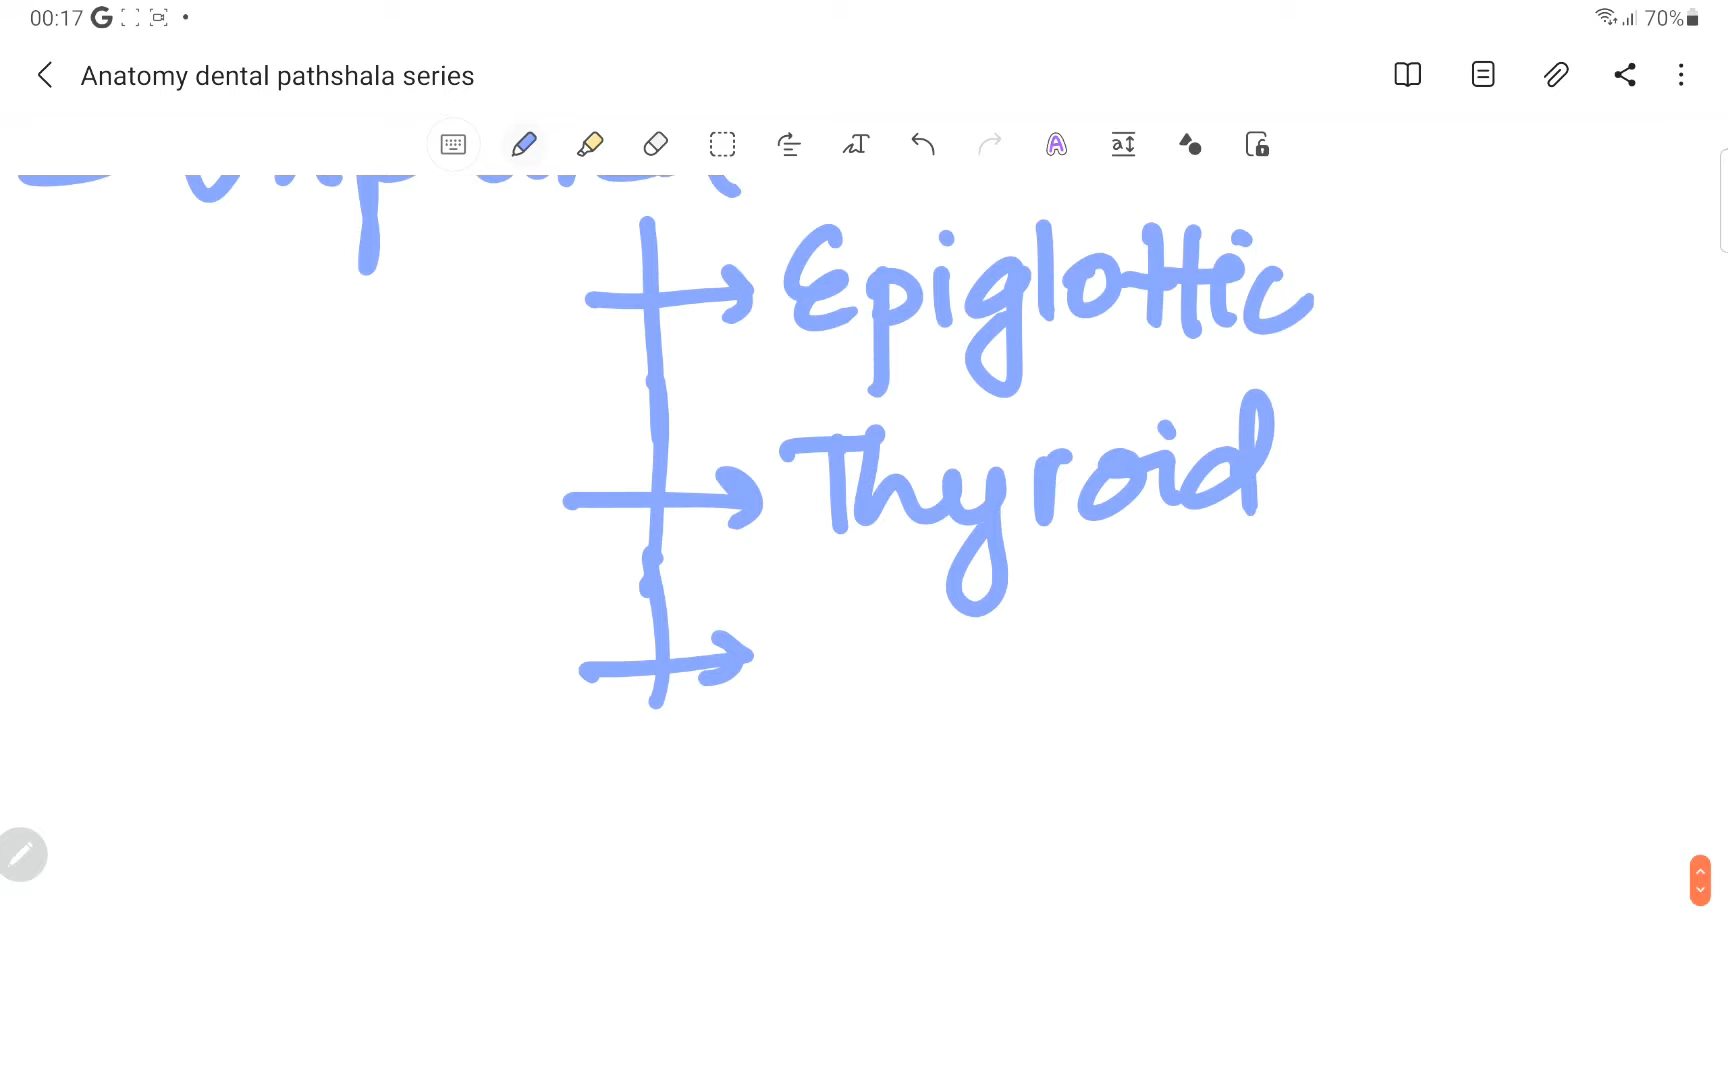 00:17 G 70%
Anatomy dental pathshala series
Epiglottic
Thyroid